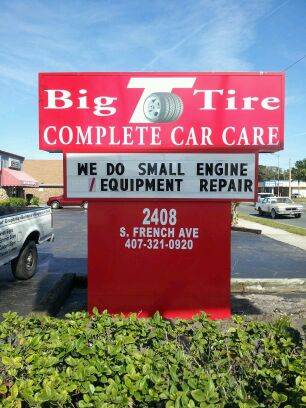 Big T Tire
COMPLETE CAR CARE
WE DO SMALL ENGINE
/EQUIPMENT REPAIR
2408
S. FRENCH AVE
407-321-0920